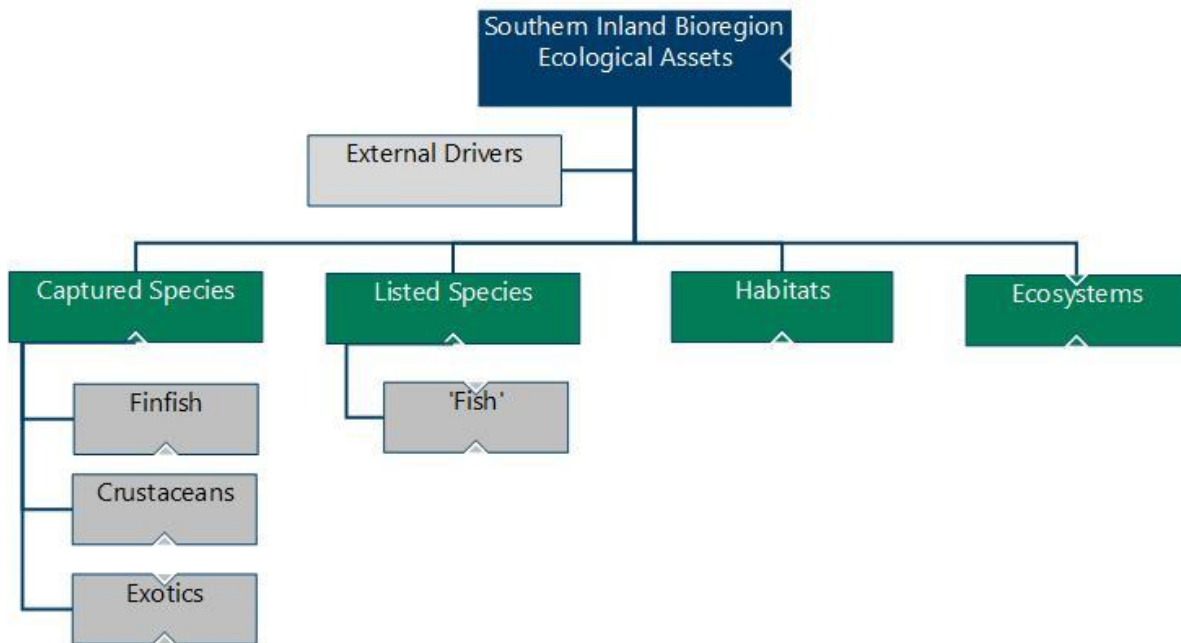 Southern Inland Bioregion
Ecological Assets
External Drivers
Captured Species
Listed Species
Habitats
Ecosystems
Finfish
'Fish'
Crustaceans
Exotics